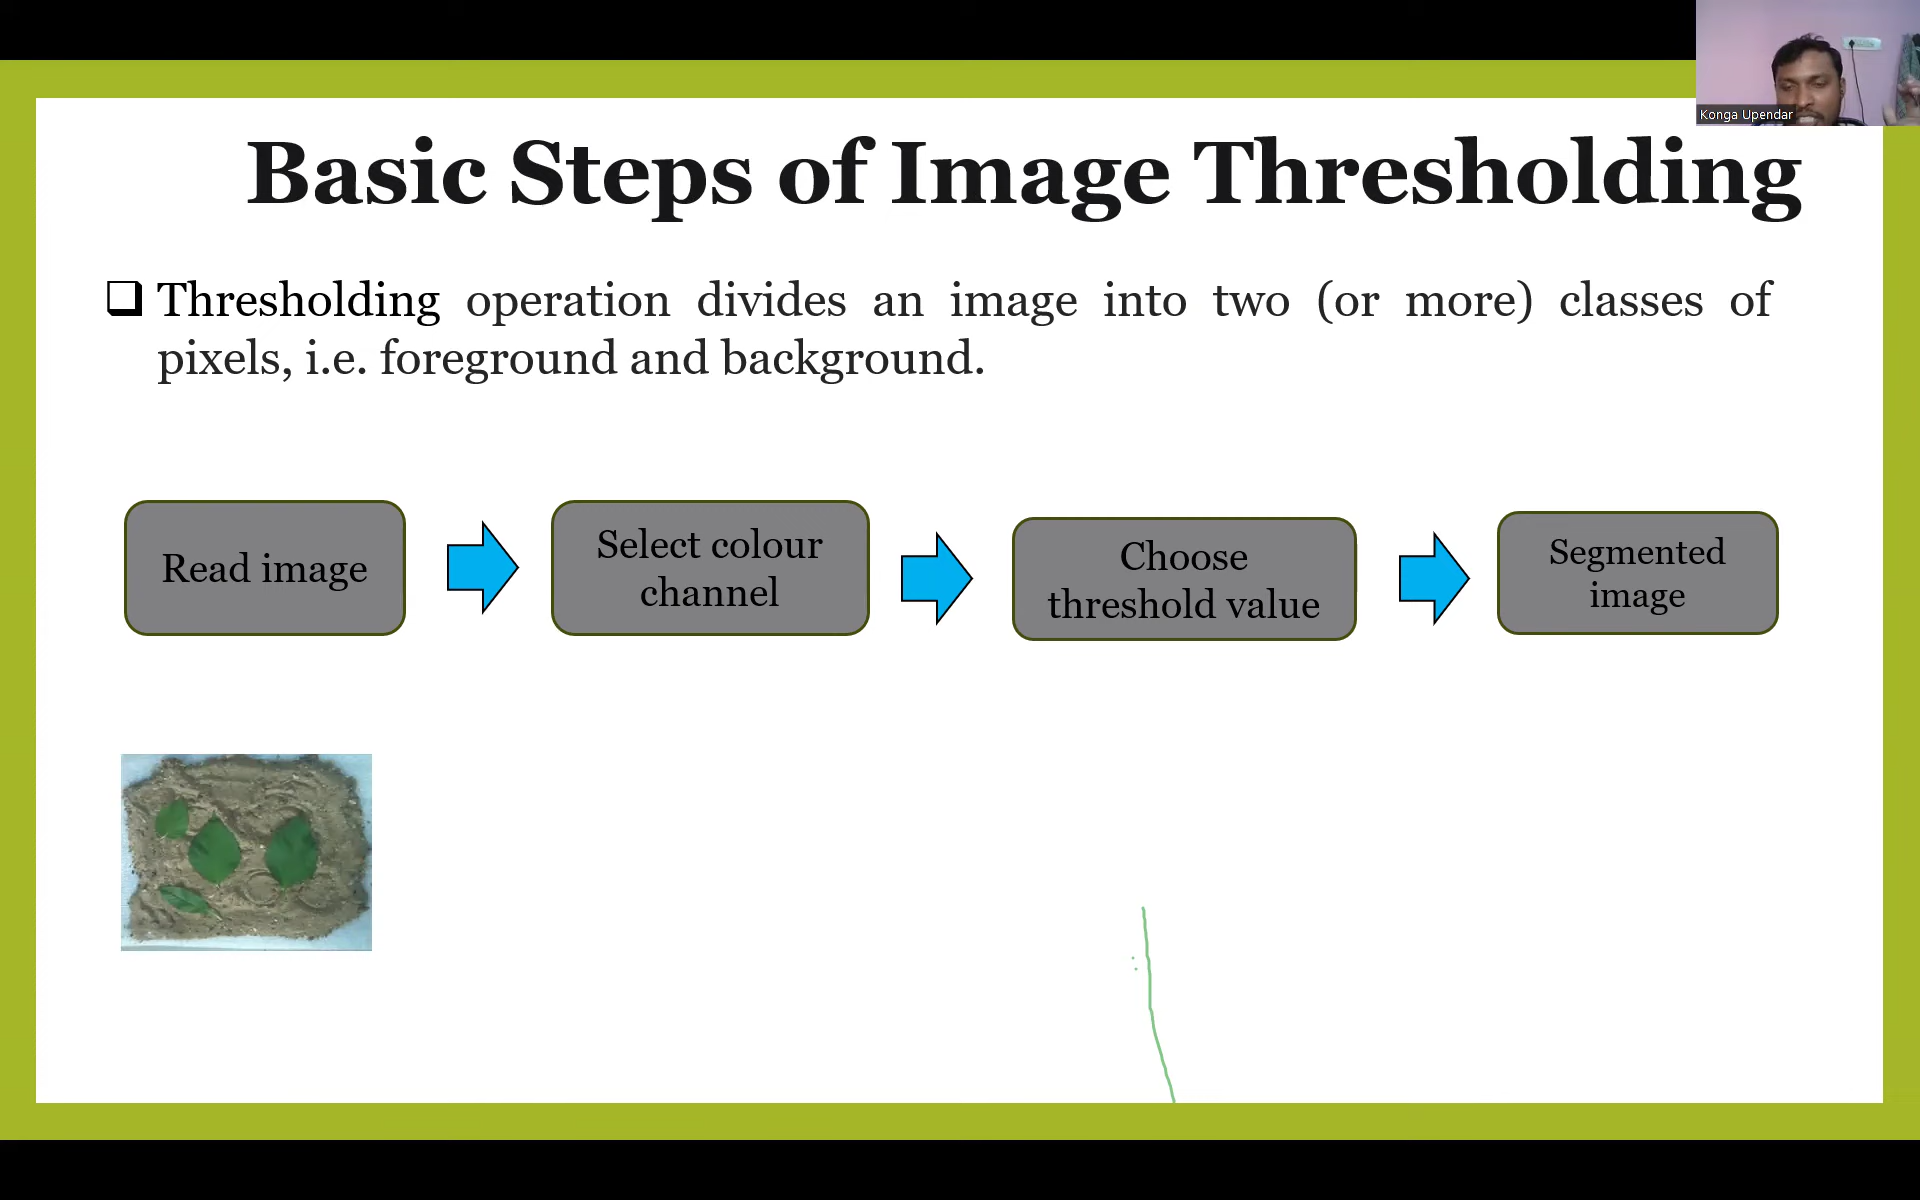 Konga Upendar
Basic Steps of Image Thresholding
Thresholding operation divides an image into two (or more) classes of
pixels, i.e. foreground and background.
Read image
Select colour
channel
Choose
threshold value
Segmented
image